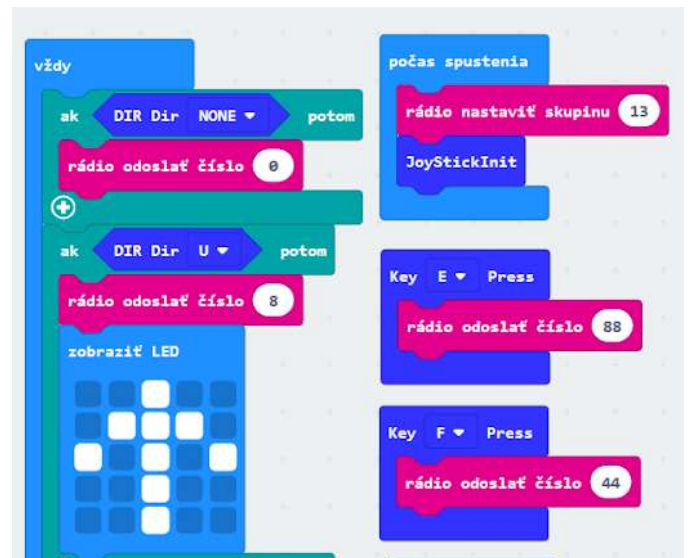 vždy
ak DIR Dir NONE potom
rádio odoslať číslo 0
ak DIR Dir U potom
rádio odoslať číslo 8
zobraziť LED
počas spustenia
rádio nastaviť skupinu 13
JoyStickInit
Key E Press
rádio odoslať číslo 88
Key F Press
rádio odoslať číslo 44